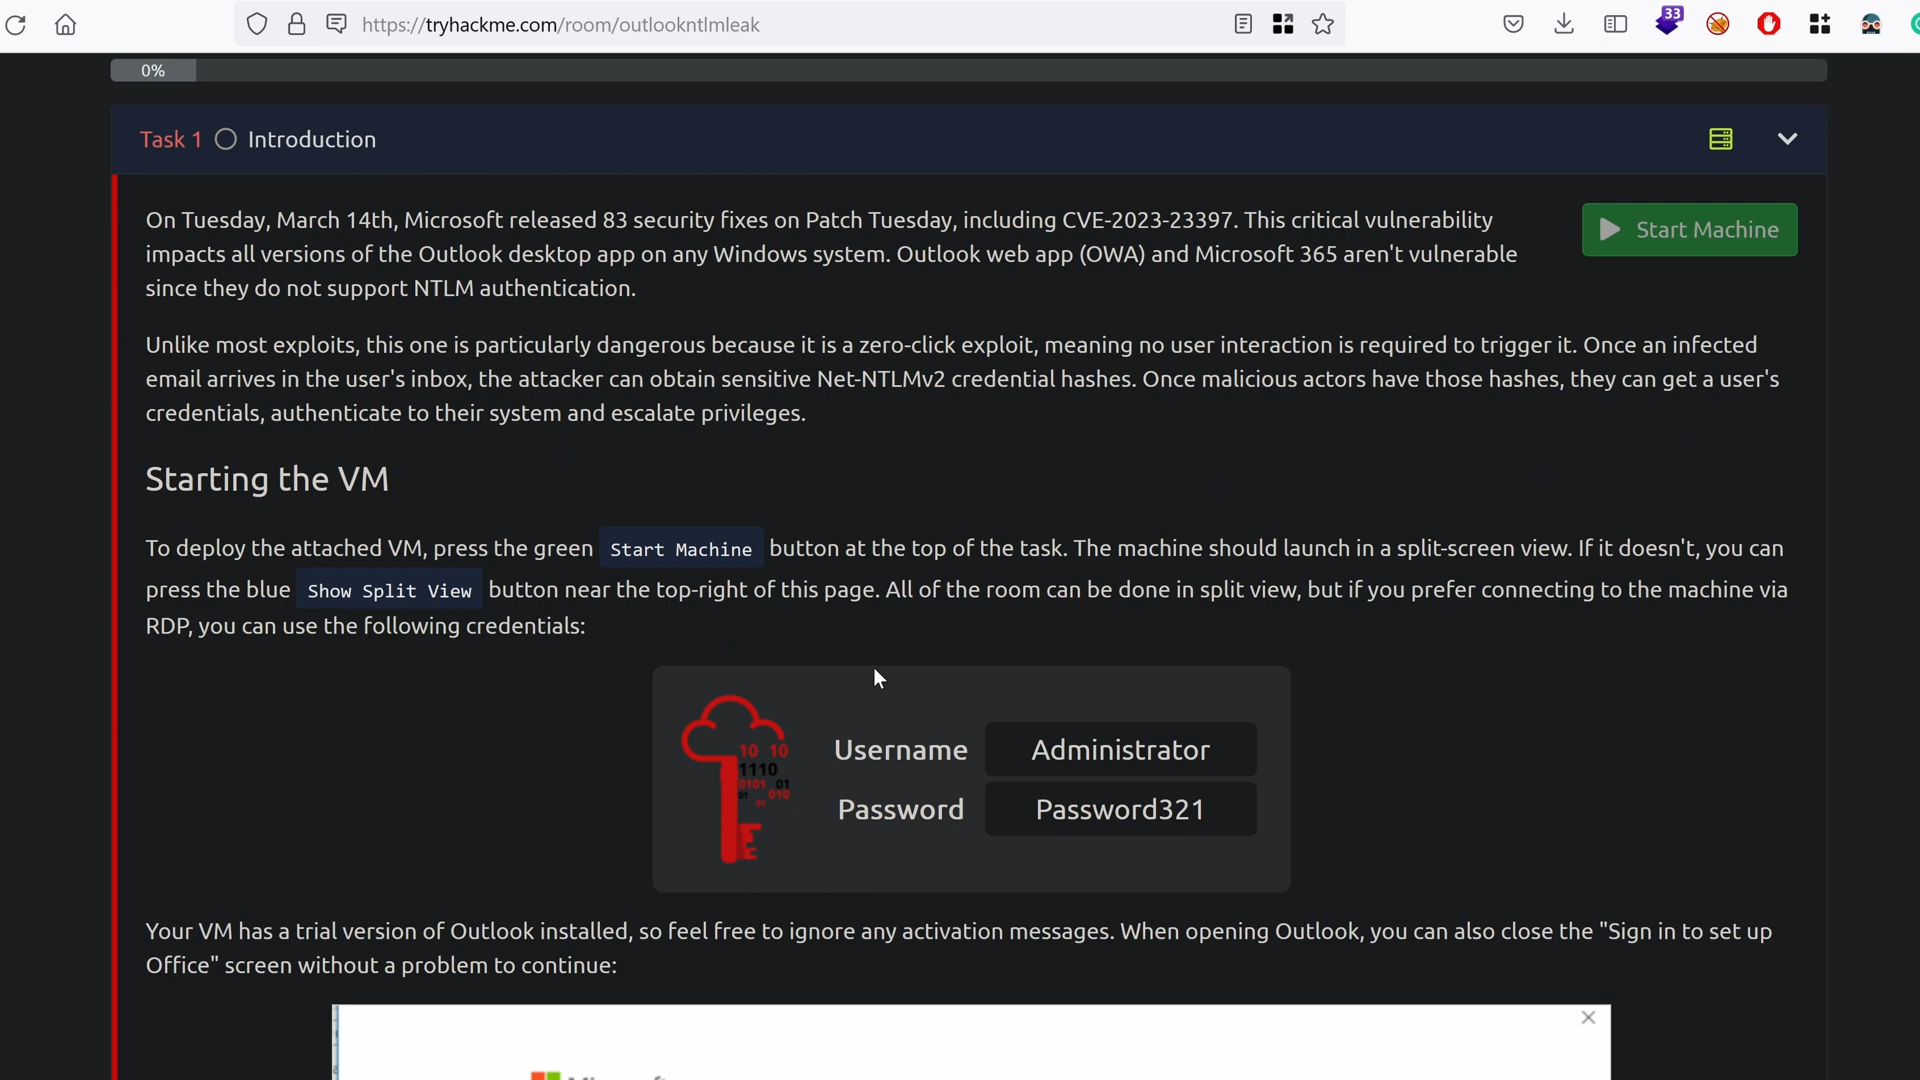 https://tryhackme.com/room/outlookntlmleak
33
0%
Task 1 Introduction
On Tuesday, March 14th, Microsoft released 83 security fixes on Patch Tuesday, including CVE-2023-23397. This critical vulnerability
impacts all versions of the Outlook desktop app on any Windows system. Outlook web app (OWA) and Microsoft 365 aren't vulnerable
since they do not support NTLM authentication.
Start Machine
Unlike most exploits, this one is particularly dangerous because it is a zero-click exploit, meaning no user interaction is required to trigger it. Once an infected
email arrives in the user's inbox, the attacker can obtain sensitive Net-NTLMv2 credential hashes. Once malicious actors have those hashes, they can get a user's
credentials, authenticate to their system and escalate privileges.
Starting the VM
To deploy the attached VM, press the green Start Machine button at the top of the task. The machine should launch in a split-screen view. If it doesn't, you can
press the blue Show Split View button near the top-right of this page. All of the room can be done in split view, but if you prefer connecting to the machine via
RDP, you can use the following credentials:
10 10
1110
0101 01
01 010
01
Username Administrator
Password Password321
Your VM has a trial version of Outlook installed, so feel free to ignore any activation messages. When opening Outlook, you can also close the "Sign in to set up
Office" screen without a problem to continue: